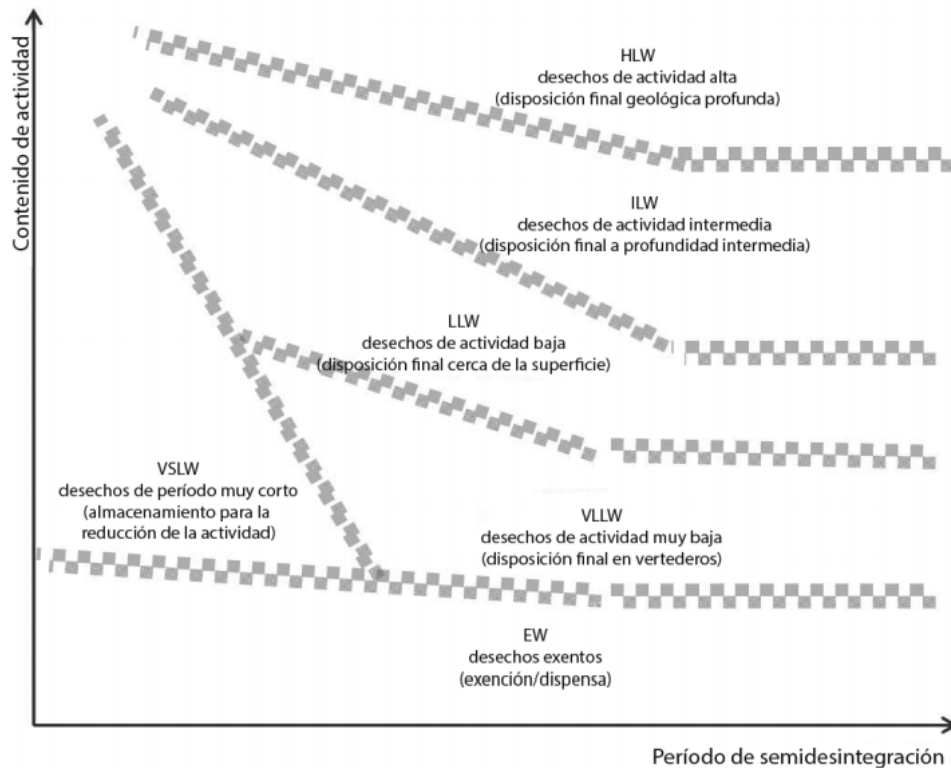 Contenido de actividad
HLW
desechos de actividad alta
(disposición final geológica profunda)
ILW
desechos de actividad intermedia
(disposición final a profundidad intermedia)
LLW
desechos de actividad baja
(disposición final cerca de la superficie)
VSLW
desechos de período muy corto
(almacenamiento para la
reducción de la actividad)
VLLW
desechos de actividad muy baja
(disposición final en vertederos)
EW
desechos exentos
(exención/dispensa)
Período de semidesintegración